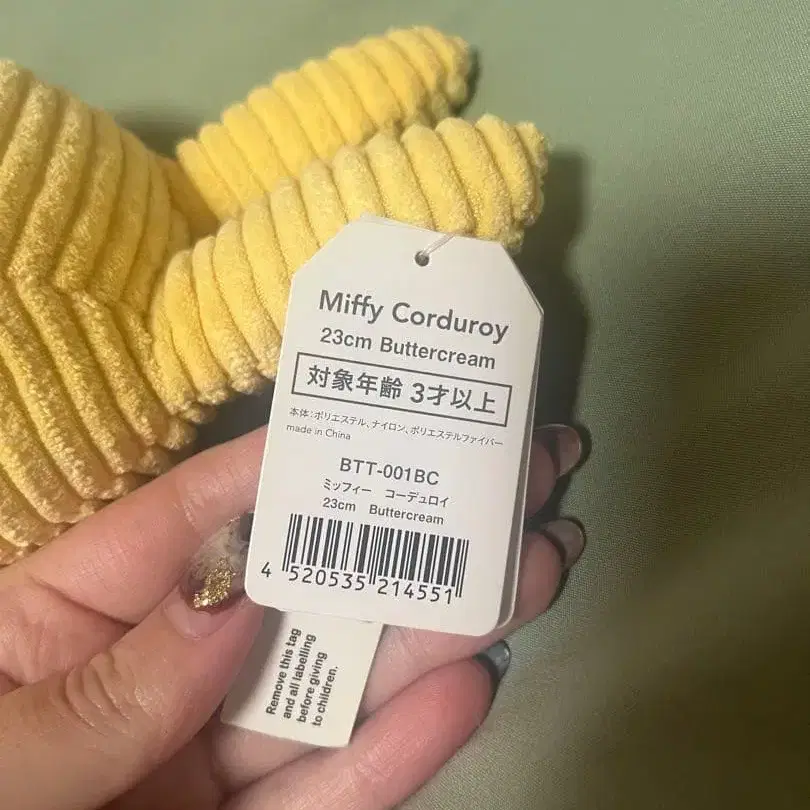 Miffy Corduroy
23cm Buttercream
対象年齢 3才以上
本体：ポリエステル、ナイロン、ポリエステルファイバー
made in China
BTT-001BC
ミッフィー　コーデュロイ
23cm　Buttercream
4 520535 214551
Remove this tag
and all labelling
before giving
to children.